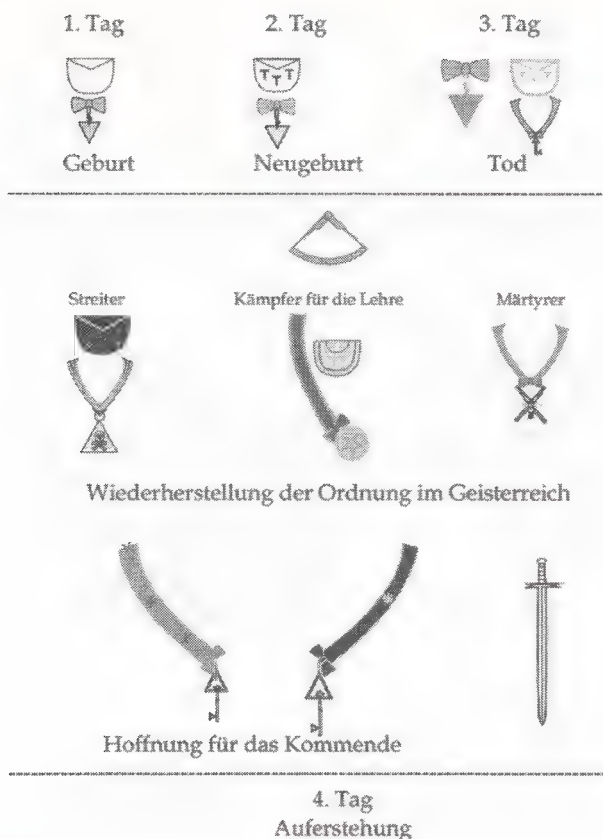 1. Tag 2. Tag 3. Tag
T T T
Geburt Neugeburt Tod
Streiter Kämpfer für die Lehre Märtyrer
Wiederherstellung der Ordnung im Geisterreich
Hoffnung für das Kommende
4. Tag
Auferstehung